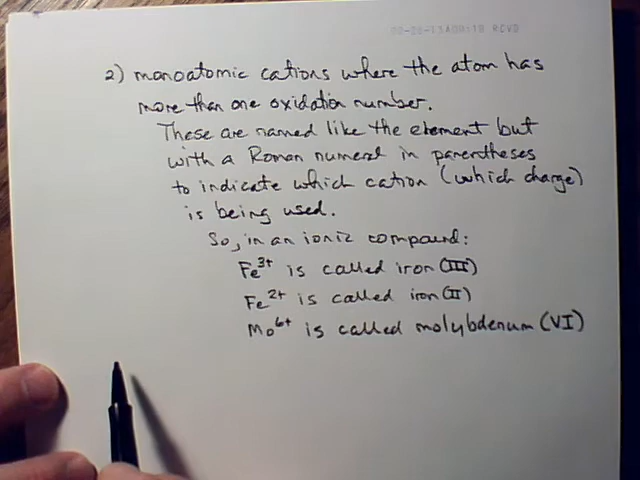 2) monoatomic cations where the atom has
more than one oxidation number.
These are named like the element but
with a Roman numeral in parentheses
to indicate which cation (which charge)
is being used.
So, in an ionic compound:
Fe³⁺ is called iron (III)
Fe²⁺ is called iron (II)
Mo⁶⁺ is called molybdenum (VI)